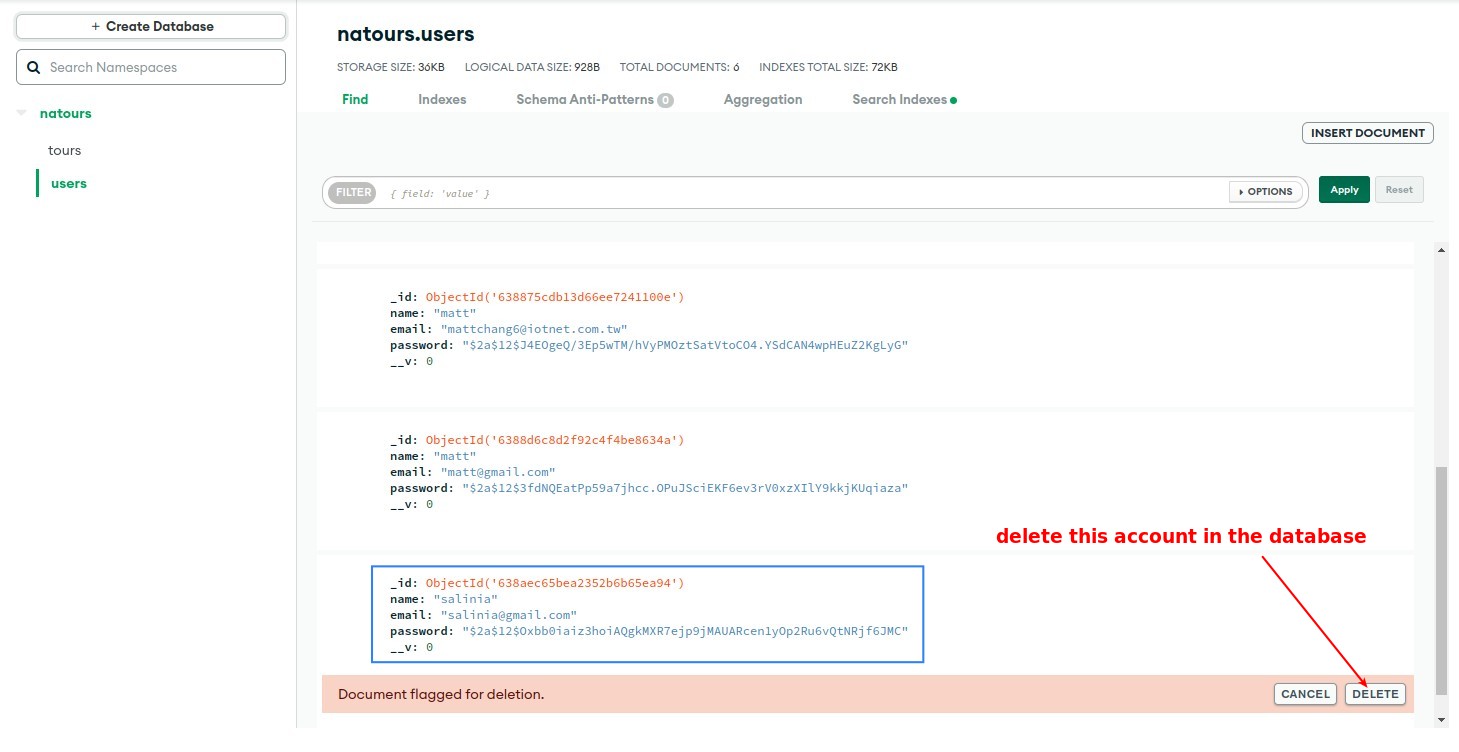 + Create Database
Search Namespaces
natours
tours
users
natours.users
STORAGE SIZE: 36KB LOGICAL DATA SIZE: 928B TOTAL DOCUMENTS: 6 INDEXES TOTAL SIZE: 72KB
Find Indexes Schema Anti-Patterns 0 Aggregation Search Indexes
INSERT DOCUMENT
FILTER { field: 'value' } OPTIONS Apply Reset
_id: ObjectId('638875cdb13d66ee7241100e')
name: "matt"
email: "mattchang6@iotnet.com.tw"
password: "$2a$12$J4EOgeQ/3Ep5wTM/hVyPMOztSatVtoCO4.YSdCAN4wpHEuZ2KgLyG"
__v: 0
_id: ObjectId('6388d6c8d2f92c4f4be8634a')
name: "matt"
email: "matt@gmail.com"
password: "$2a$12$3fdNQEatPp59a7jhcc.OPuJSciEKF6ev3rV0xzXIlY9kkjKUqiaza"
__v: 0
delete this account in the database
_id: ObjectId('638aec65bea2352b6b65ea94')
name: "salinia"
email: "salinia@gmail.com"
password: "$2a$12$Oxbb0iaiz3hoiAQgkMXR7ejp9jMAUARcen1yOp2Ru6vQtNRjf6JMC"
__v: 0
Document flagged for deletion. CANCEL DELETE